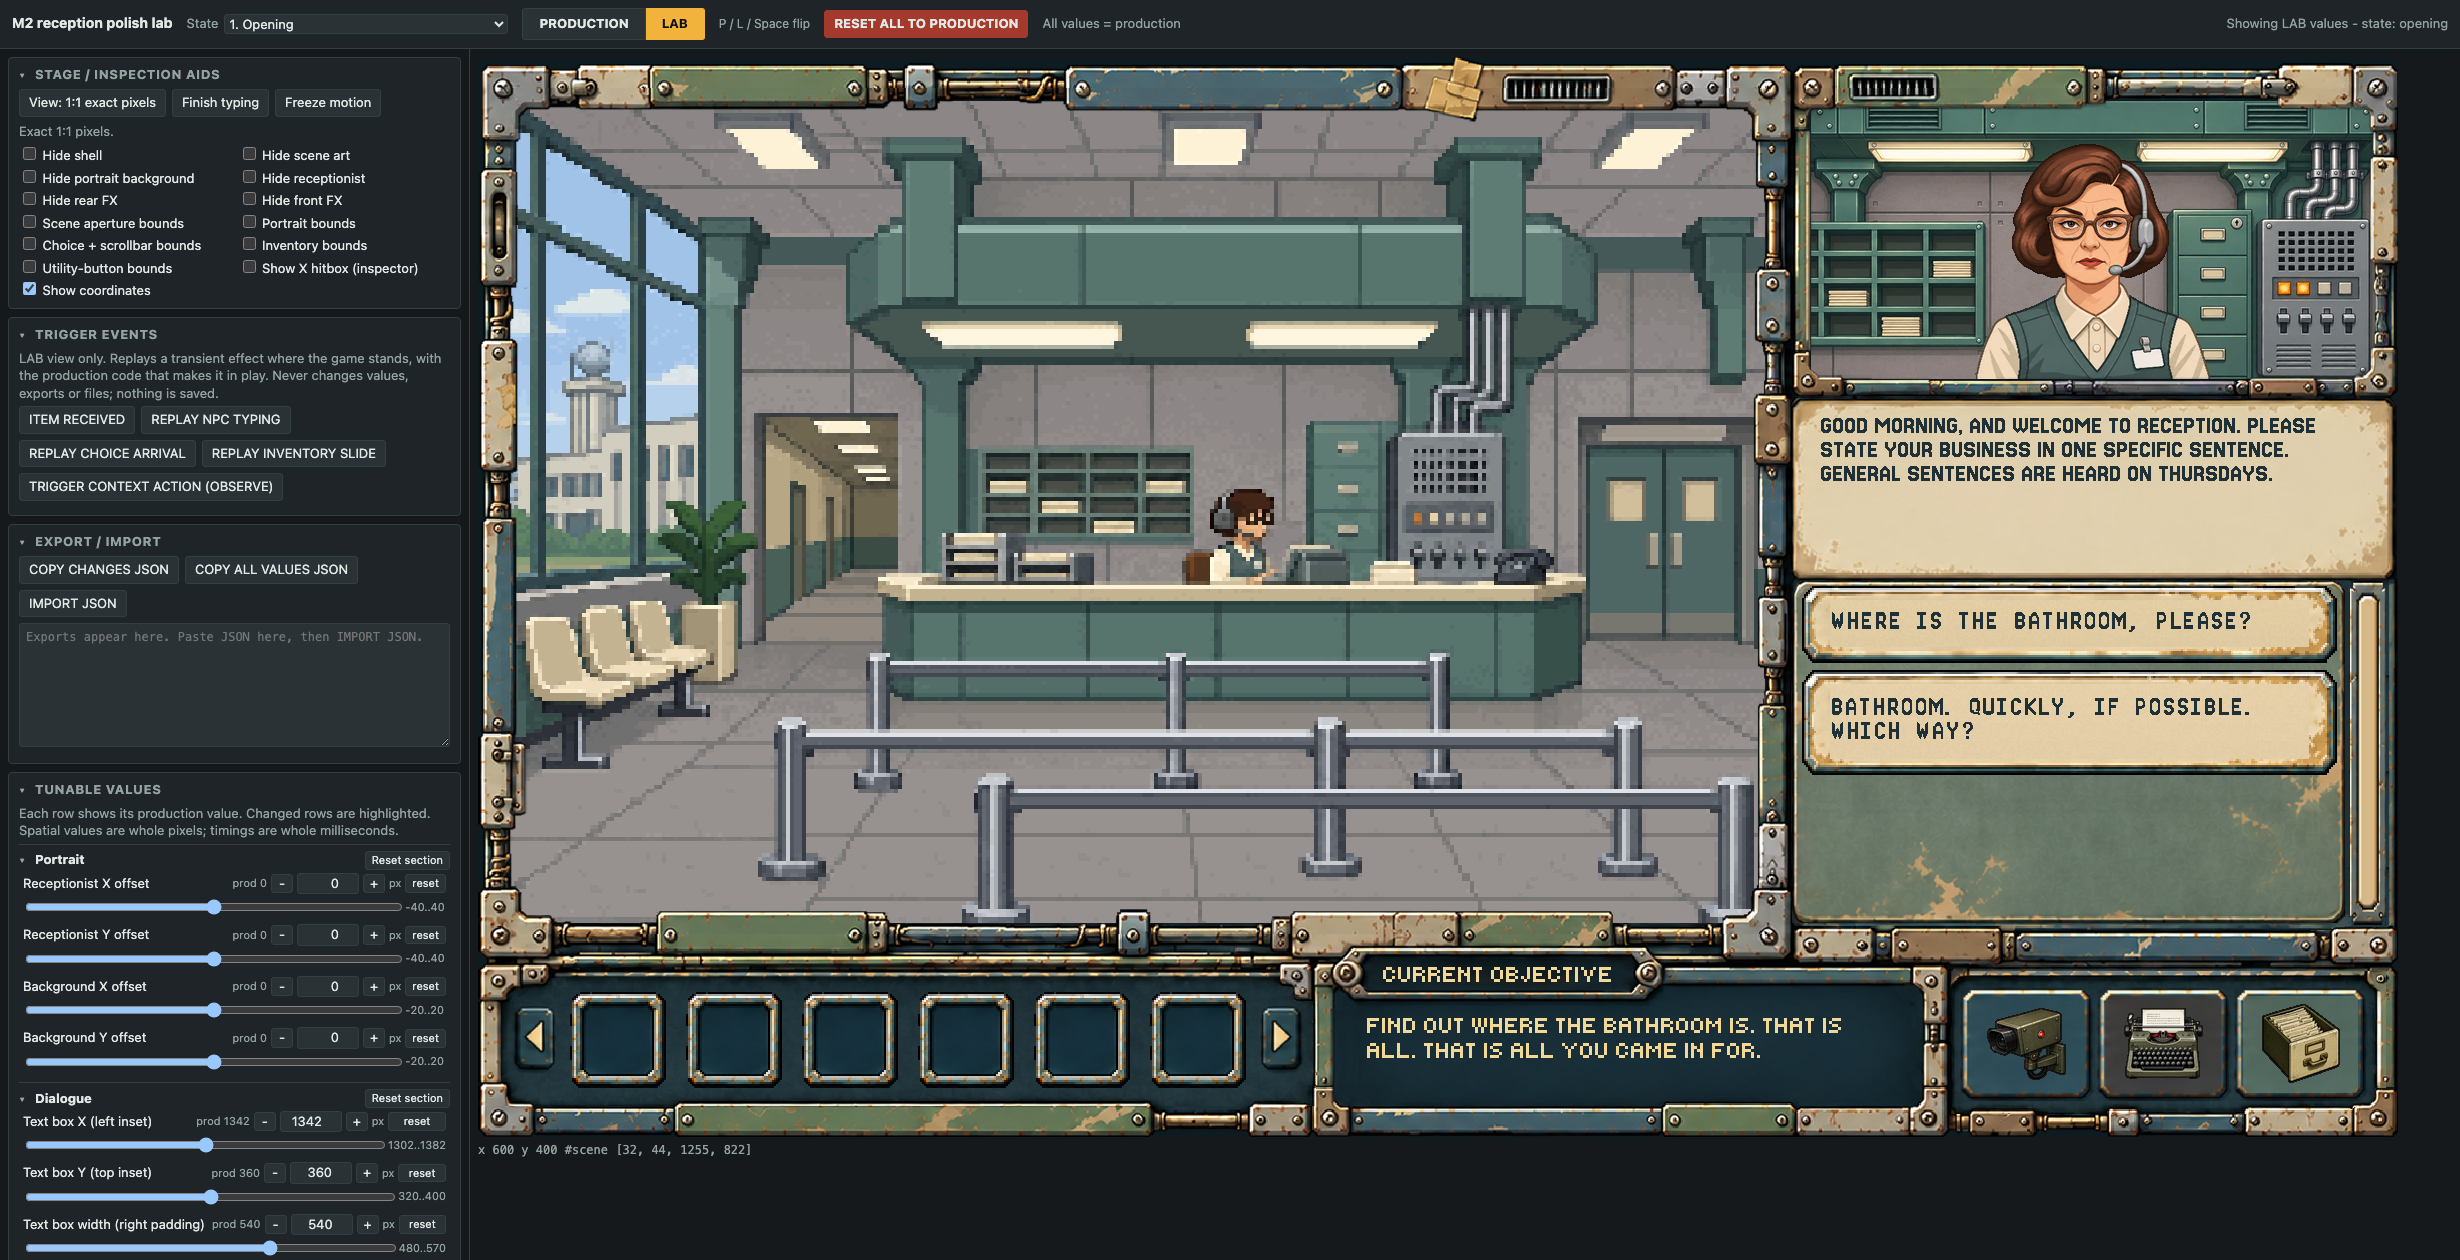 M2 reception polish lab State 1. Opening PRODUCTION LAB P / L / Space flip RESET ALL TO PRODUCTION All values = production Showing LAB values - state: opening
STAGE / INSPECTION AIDS
View: 1:1 exact pixels Finish typing Freeze motion
Exact 1:1 pixels.
Hide shell Hide scene art
Hide portrait background Hide receptionist
Hide rear FX Hide front FX
Scene aperture bounds Portrait bounds
Choice + scrollbar bounds Inventory bounds
Utility-button bounds Show X hitbox (inspector)
Show coordinates
TRIGGER EVENTS
LAB view only. Replays a transient effect where the game stands, with
the production code that makes it in play. Never changes values,
exports or files; nothing is saved.
ITEM RECEIVED REPLAY NPC TYPING
REPLAY CHOICE ARRIVAL REPLAY INVENTORY SLIDE
TRIGGER CONTEXT ACTION (OBSERVE)
EXPORT / IMPORT
COPY CHANGES JSON COPY ALL VALUES JSON
IMPORT JSON
Exports appear here. Paste JSON here, then IMPORT JSON.
TUNABLE VALUES
Each row shows its production value. Changed rows are highlighted.
Spatial values are whole pixels; timings are whole milliseconds.
Portrait Reset section
Receptionist X offset prod 0 - 0 + px reset
-40..40
Receptionist Y offset prod 0 - 0 + px reset
-40..40
Background X offset prod 0 - 0 + px reset
-20..20
Background Y offset prod 0 - 0 + px reset
-20..20
Dialogue Reset section
Text box X (left inset) prod 1342 - 1342 + px reset
1302..1382
Text box Y (top inset) prod 360 - 360 + px reset
320..400
Text box width (right padding) prod 540 - 540 + px reset
480..570
GOOD MORNING, AND WELCOME TO RECEPTION. PLEASE
STATE YOUR BUSINESS IN ONE SPECIFIC SENTENCE.
GENERAL SENTENCES ARE HEARD ON THURSDAYS.
WHERE IS THE BATHROOM, PLEASE?
BATHROOM. QUICKLY, IF POSSIBLE.
WHICH WAY?
CURRENT OBJECTIVE
FIND OUT WHERE THE BATHROOM IS. THAT IS
ALL. THAT IS ALL YOU CAME IN FOR.
x 600 y 400 #scene [32, 44, 1255, 822]